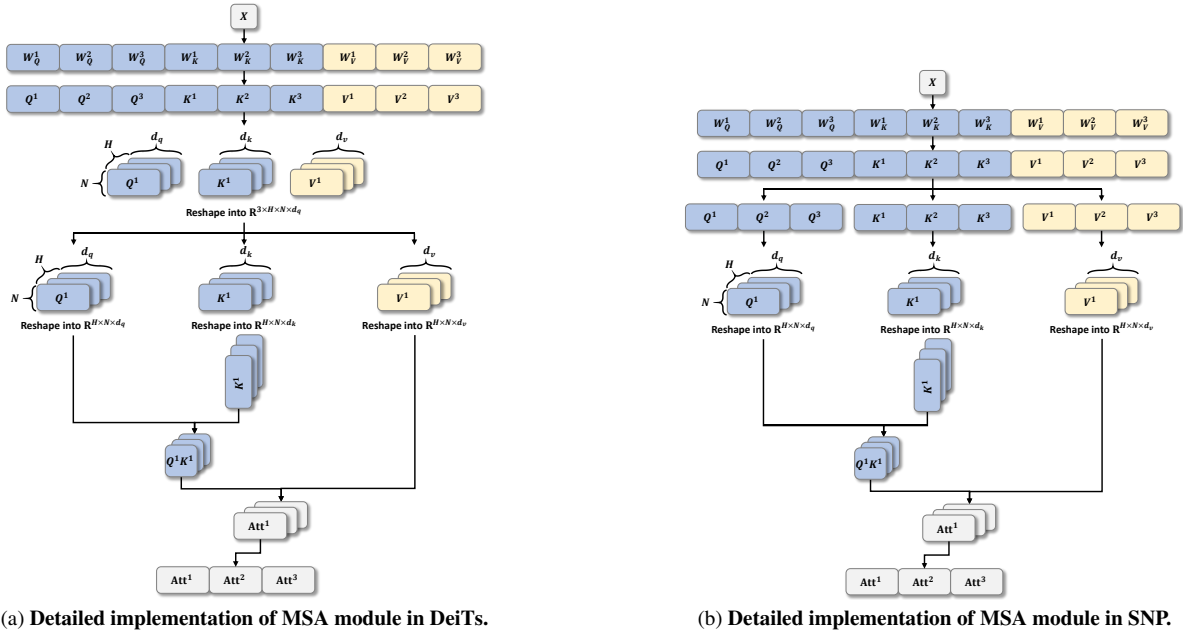 X
W_Q^1 W_Q^2 W_Q^3 W_K^1 W_K^2 W_K^3 W_V^1 W_V^2 W_V^3
Q^1 Q^2 Q^3 K^1 K^2 K^3 V^1 V^2 V^3
H d_q d_k d_v
N Q^1 K^1 V^1
Reshape into R^{3×H×N×d_q}
H d_q d_k d_v
N Q^1 K^1 V^1
Reshape into R^{H×N×d_q} Reshape into R^{H×N×d_k} Reshape into R^{H×N×d_v}
K^1
Q^1K^1
Att^1
Att^1 Att^2 Att^3
(a) Detailed implementation of MSA module in DeiTs.
X
W_Q^1 W_Q^2 W_Q^3 W_K^1 W_K^2 W_K^3 W_V^1 W_V^2 W_V^3
Q^1 Q^2 Q^3 K^1 K^2 K^3 V^1 V^2 V^3
Q^1 Q^2 Q^3 K^1 K^2 K^3 V^1 V^2 V^3
H d_q d_k d_v
N Q^1 K^1 V^1
Reshape into R^{H×N×d_q} Reshape into R^{H×N×d_k} Reshape into R^{H×N×d_v}
K^1
Q^1K^1
Att^1
Att^1 Att^2 Att^3
(b) Detailed implementation of MSA module in SNP.